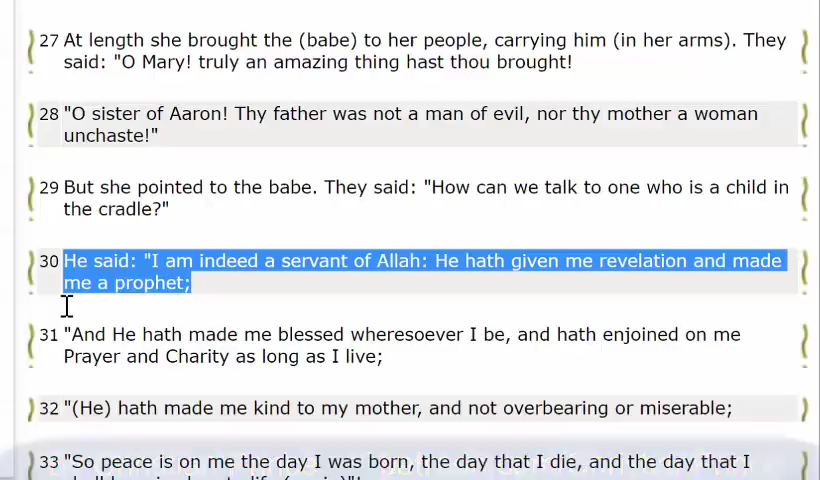 27 At length she brought the (babe) to her people, carrying him (in her arms). They
said: "O Mary! truly an amazing thing hast thou brought!
28 "O sister of Aaron! Thy father was not a man of evil, nor thy mother a woman
unchaste!"
29 But she pointed to the babe. They said: "How can we talk to one who is a child in
the cradle?"
30 He said: "I am indeed a servant of Allah: He hath given me revelation and made
me a prophet;
31 "And He hath made me blessed wheresoever I be, and hath enjoined on me
Prayer and Charity as long as I live;
32 "(He) hath made me kind to my mother, and not overbearing or miserable;
33 "So peace is on me the day I was born, the day that I die, and the day that I